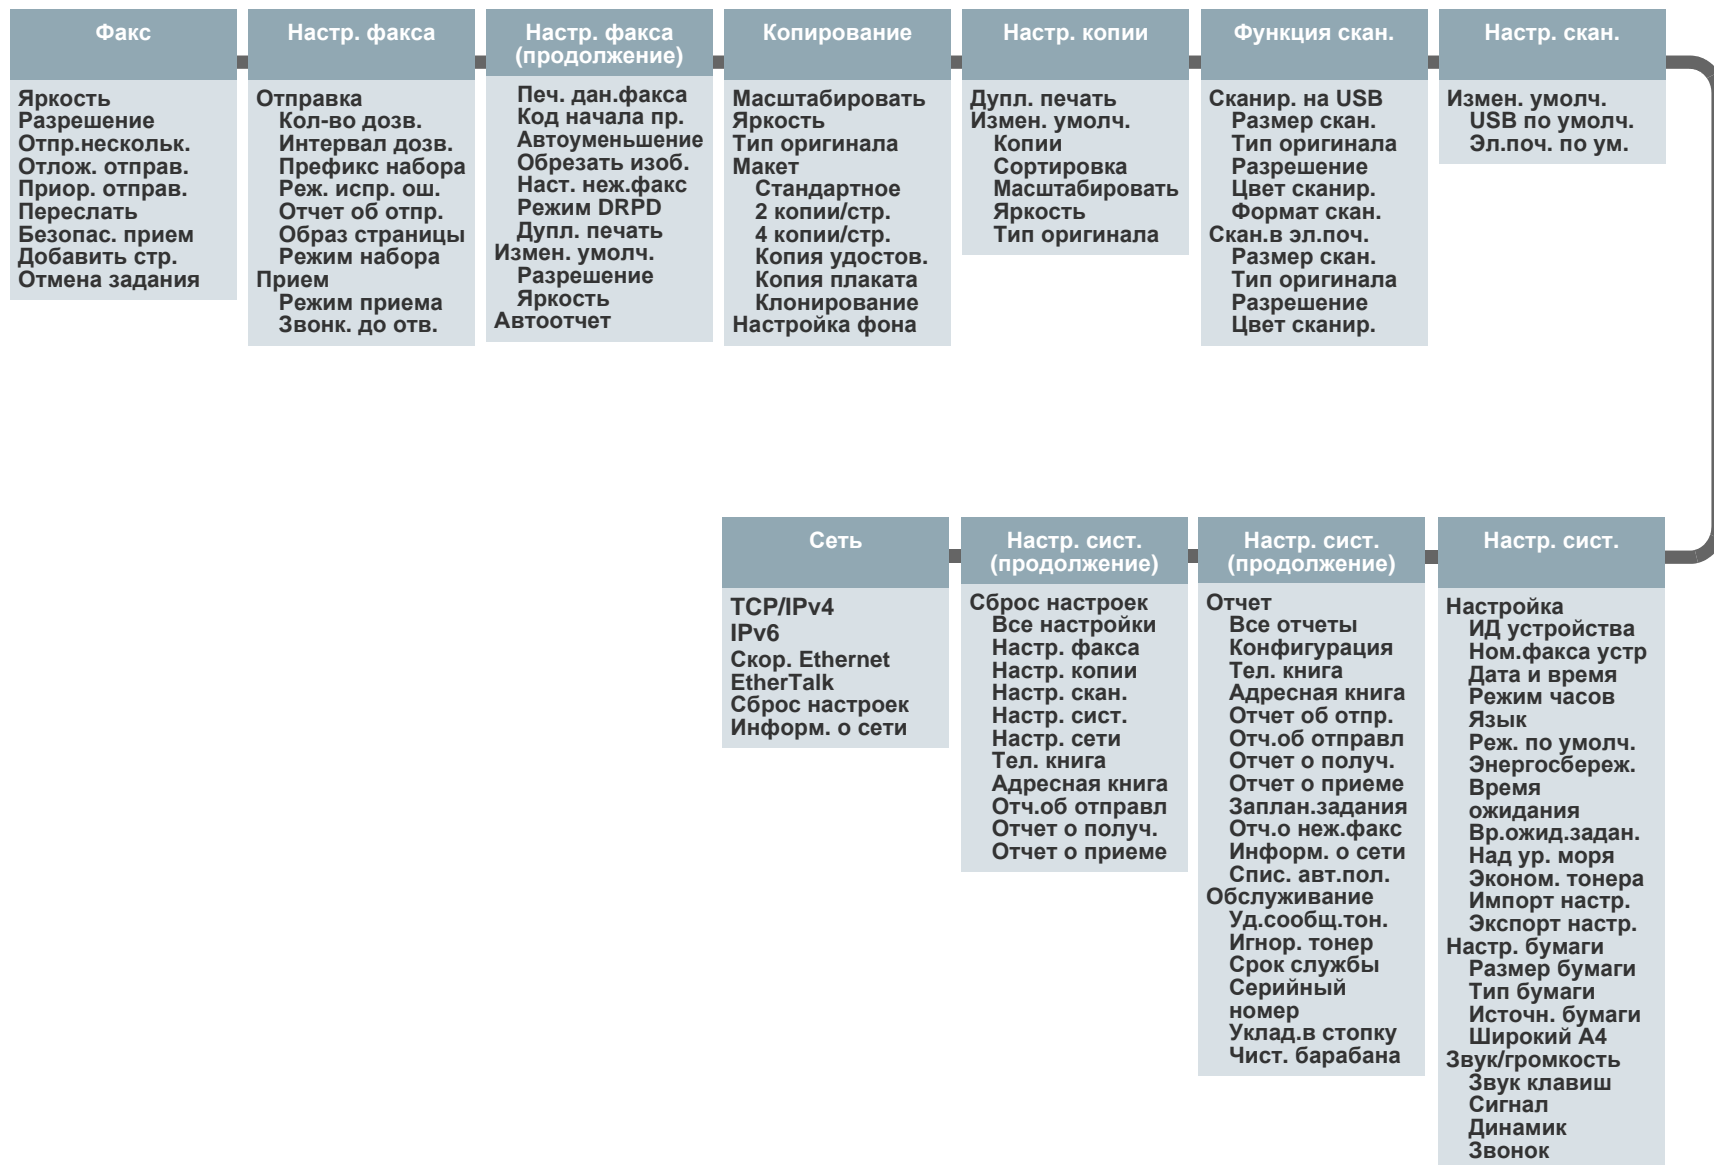 Факс
Яркость
Разрешение
Отпр.нескольк.
Отлож. отправ.
Приор. отправ.
Переслать
Безопас. прием
Добавить стр.
Отмена задания
Настр. факса
Отправка
Кол-во дозв.
Интервал дозв.
Префикс набора
Реж. испр. ош.
Отчет об отпр.
Образ страницы
Режим набора
Прием
Режим приема
Звонк. до отв.
Настр. факса
(продолжение)
Печ. дан.факса
Код начала пр.
Автоуменьшение
Обрезать изоб.
Наст. неж.факс
Режим DRPD
Дупл. печать
Измен. умолч.
Разрешение
Яркость
Автоотчет
Копирование
Масштабировать
Яркость
Тип оригинала
Макет
Стандартное
2 копии/стр.
4 копии/стр.
Копия удостов.
Копия плаката
Клонирование
Настройка фона
Настр. копии
Дупл. печать
Измен. умолч.
Копии
Сортировка
Масштабировать
Яркость
Тип оригинала
Функция скан.
Сканир. на USB
Размер скан.
Тип оригинала
Разрешение
Цвет сканир.
Формат скан.
Скан.в эл.поч.
Размер скан.
Тип оригинала
Разрешение
Цвет сканир.
Настр. скан.
Измен. умолч.
USB по умолч.
Эл.поч. по ум.
Сеть
TCP/IPv4
IPv6
Скор. Ethernet
EtherTalk
Сброс настроек
Информ. о сети
Настр. сист.
(продолжение)
Сброс настроек
Все настройки
Настр. факса
Настр. копии
Настр. скан.
Настр. сист.
Настр. сети
Тел. книга
Адресная книга
Отч.об отправл
Отчет о получ.
Отчет о приеме
Настр. сист.
(продолжение)
Отчет
Все отчеты
Конфигурация
Тел. книга
Адресная книга
Отчет об отпр.
Отч.об отправл
Отчет о получ.
Отчет о приеме
Заплан.задания
Отч.о неж.факс
Информ. о сети
Спис. авт.пол.
Обслуживание
Уд.сообщ.тон.
Игнор. тонер
Срок службы
Серийный
номер
Уклад.в стопку
Чист. барабана
Настр. сист.
Настройка
ИД устройства
Ном.факса устр
Дата и время
Режим часов
Язык
Реж. по умолч.
Энергосбереж.
Время
ожидания
Вр.ожид.задан.
Над ур. моря
Эконом. тонера
Импорт настр.
Экспорт настр.
Настр. бумаги
Размер бумаги
Тип бумаги
Источн. бумаги
Широкий A4
Звук/громкость
Звук клавиш
Сигнал
Динамик
Звонок